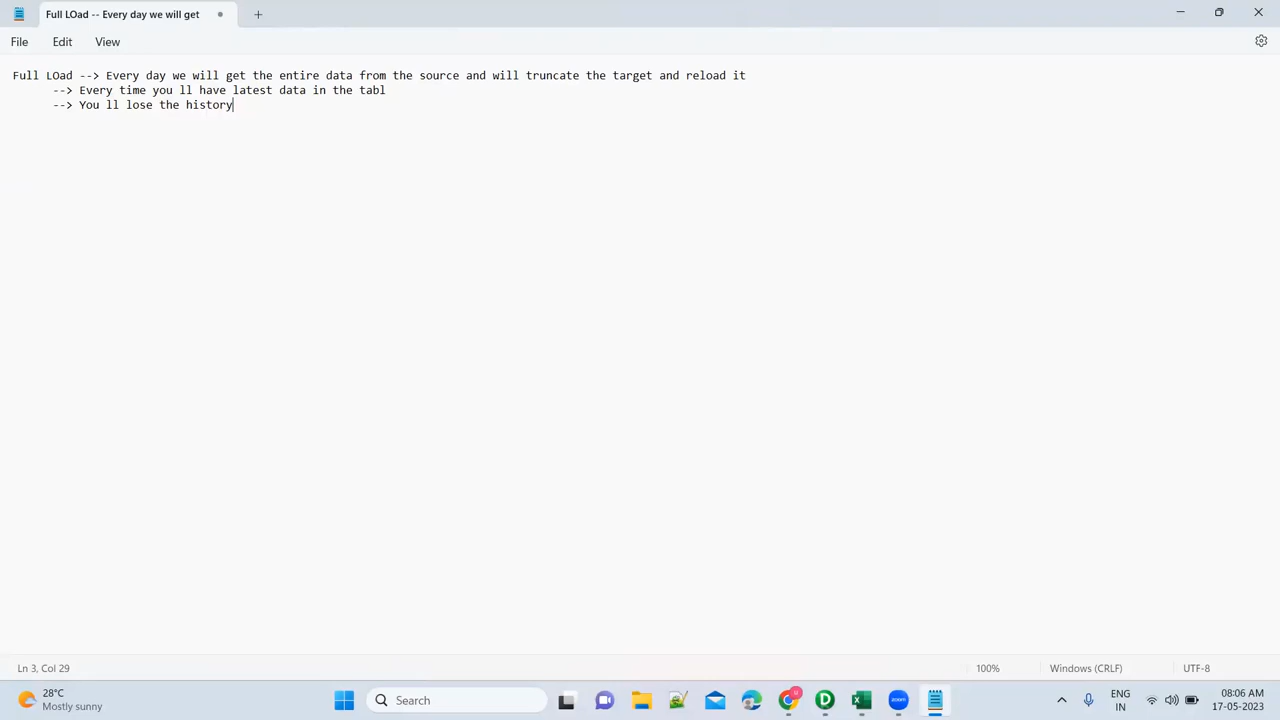 Full LOad -- Every day we will get
File Edit View
Full LOad --> Every day we will get the entire data from the source and will truncate the target and reload it
--> Every time you ll have latest data in the tabl
--> You ll lose the history
Ln 3, Col 29 100% Windows (CRLF) UTF-8
28°C
Mostly sunny
Search
zoom
ENG
IN
08:06 AM
17-05-2023